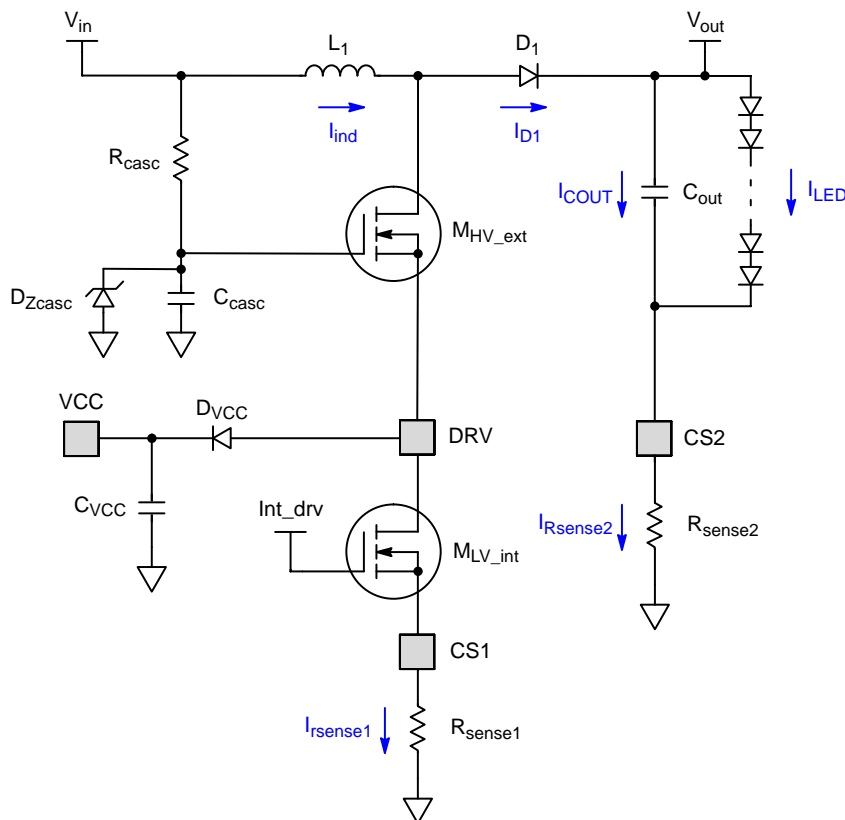 Vin
Vout
L1
D1
Iind
ID1
Rcasc
ICOUT
Cout
ILED
MHV_ext
DZcasc
Ccasc
VCC
DVCC
DRV
CS2
CVCC
Int_drv
IRsense2
Rsense2
MLV_int
CS1
Irsense1
Rsense1